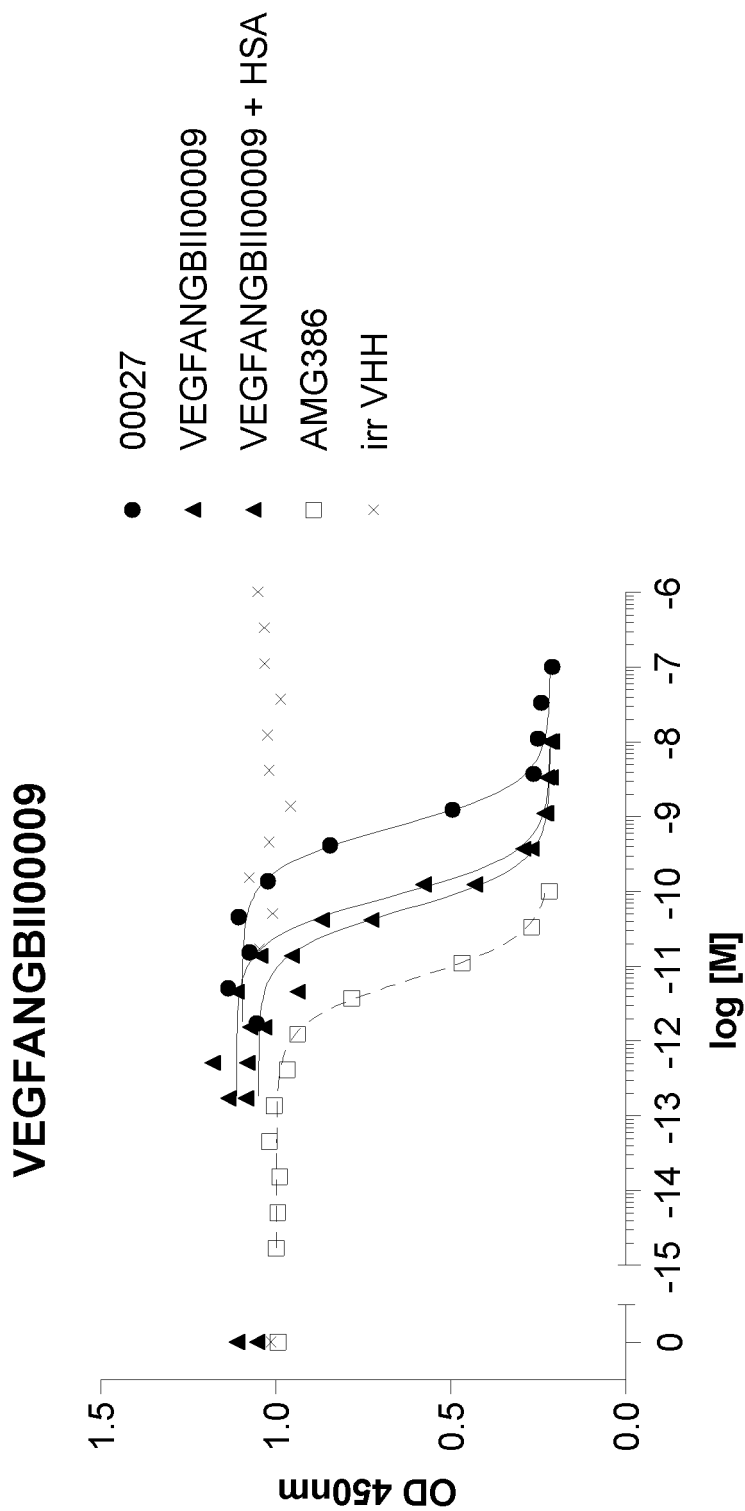 VEGFANGBII00009
OD 450nm
1.5
1.0
0.5
0.0
0 -15 -14 -13 -12 -11 -10 -9 -8 -7 -6
log [M]
00027
VEGFANGBII00009
VEGFANGBII00009 + HSA
AMG386
irr VHH